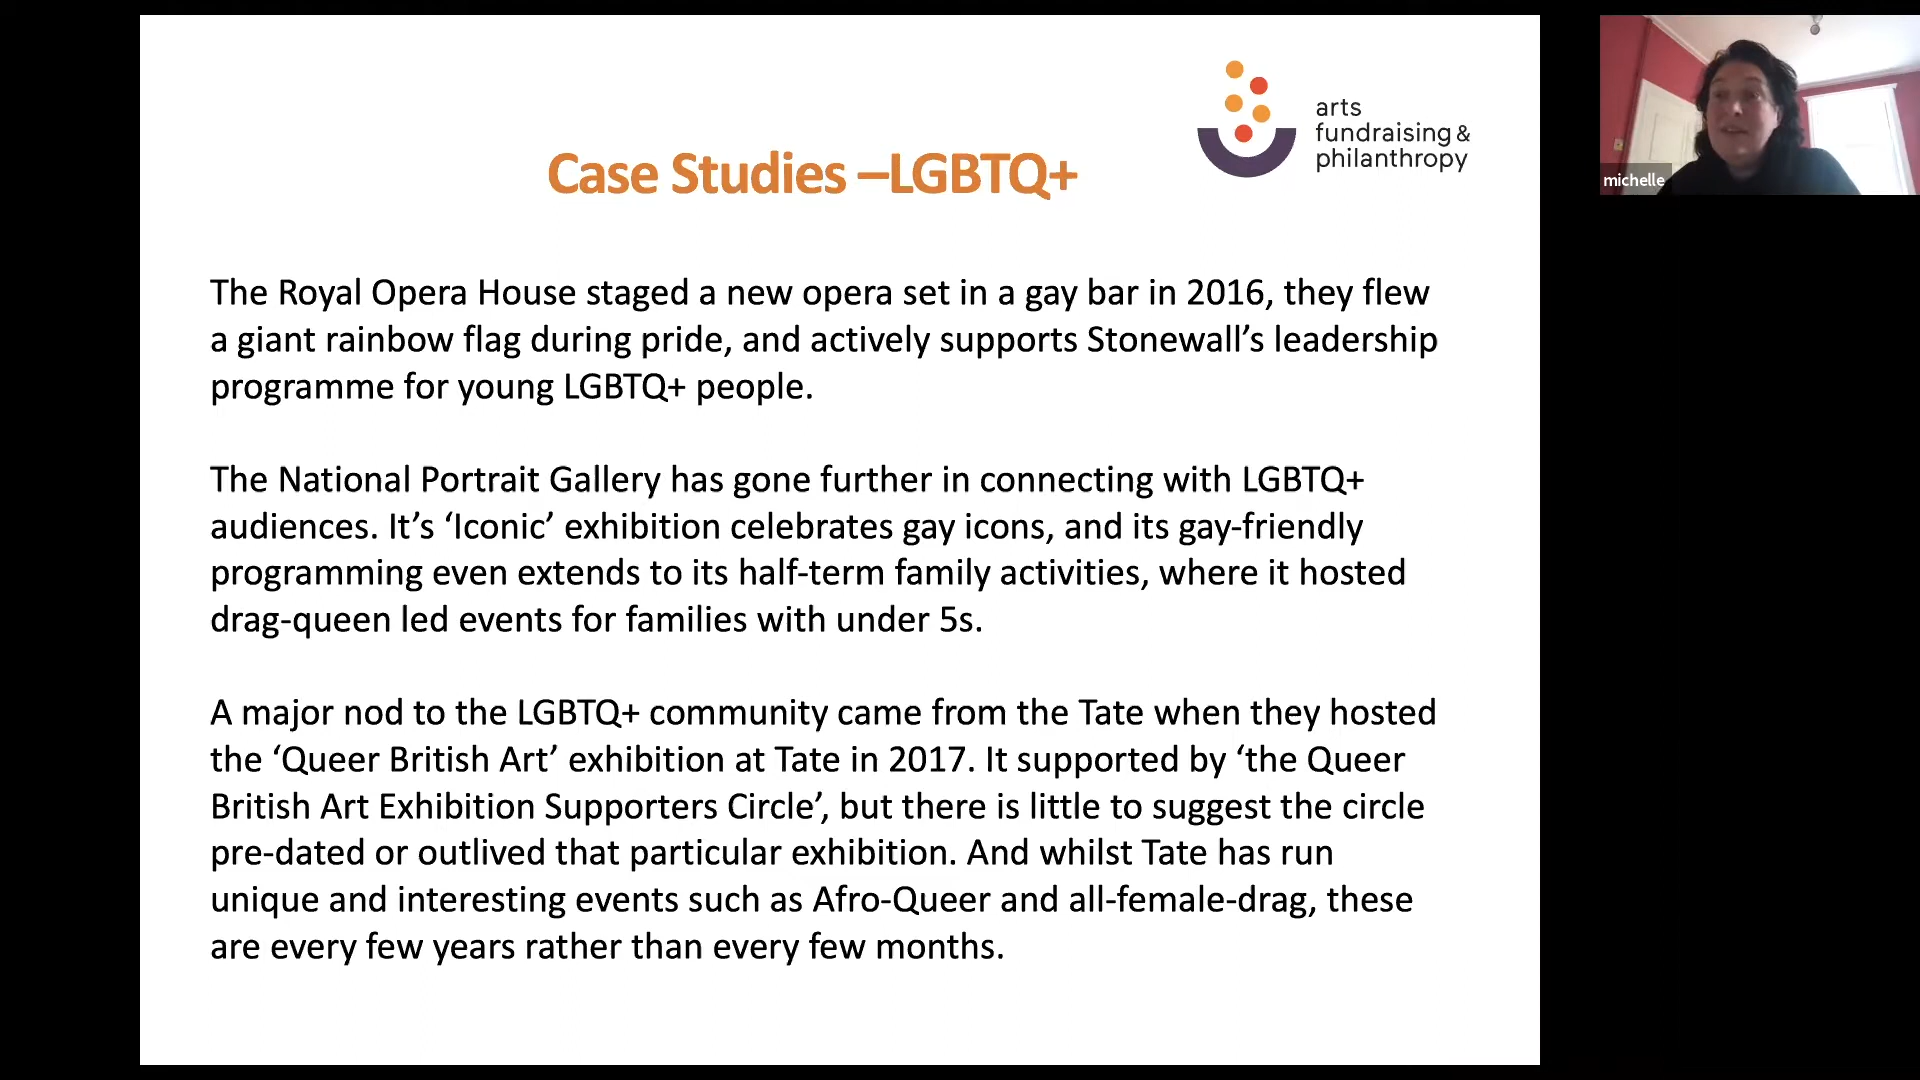 arts
fundraising &
philanthropy
michelle
Case Studies –LGBTQ+
The Royal Opera House staged a new opera set in a gay bar in 2016, they flew
a giant rainbow flag during pride, and actively supports Stonewall’s leadership
programme for young LGBTQ+ people.
The National Portrait Gallery has gone further in connecting with LGBTQ+
audiences. It’s ‘Iconic’ exhibition celebrates gay icons, and its gay-friendly
programming even extends to its half-term family activities, where it hosted
drag-queen led events for families with under 5s.
A major nod to the LGBTQ+ community came from the Tate when they hosted
the ‘Queer British Art’ exhibition at Tate in 2017. It supported by ‘the Queer
British Art Exhibition Supporters Circle’, but there is little to suggest the circle
pre-dated or outlived that particular exhibition. And whilst Tate has run
unique and interesting events such as Afro-Queer and all-female-drag, these
are every few years rather than every few months.